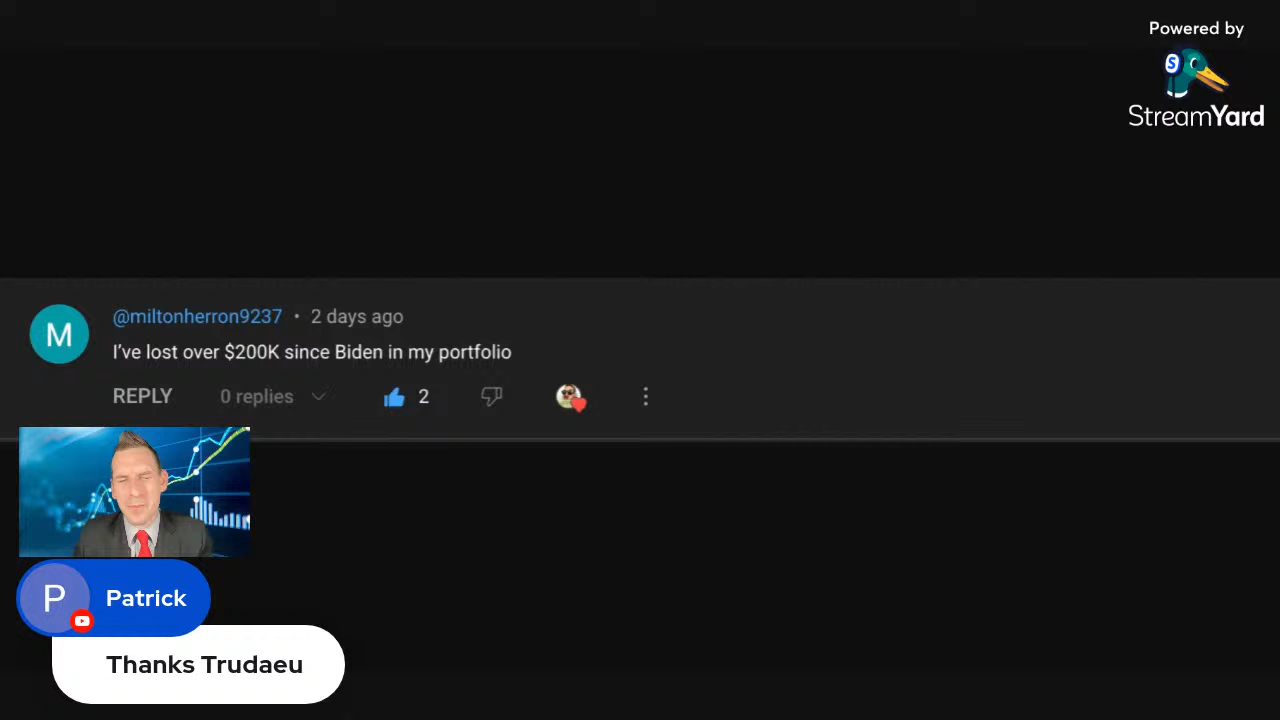 Powered by
S
StreamYard
M
@miltonherron9237 • 2 days ago
I've lost over $200K since Biden in my portfolio
REPLY 0 replies 2
P Patrick
Thanks Trudaeu